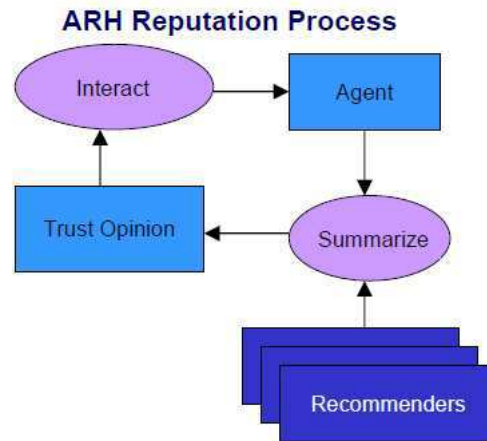 ARH Reputation Process
Interact
Agent
Trust Opinion
Summarize
Recommenders